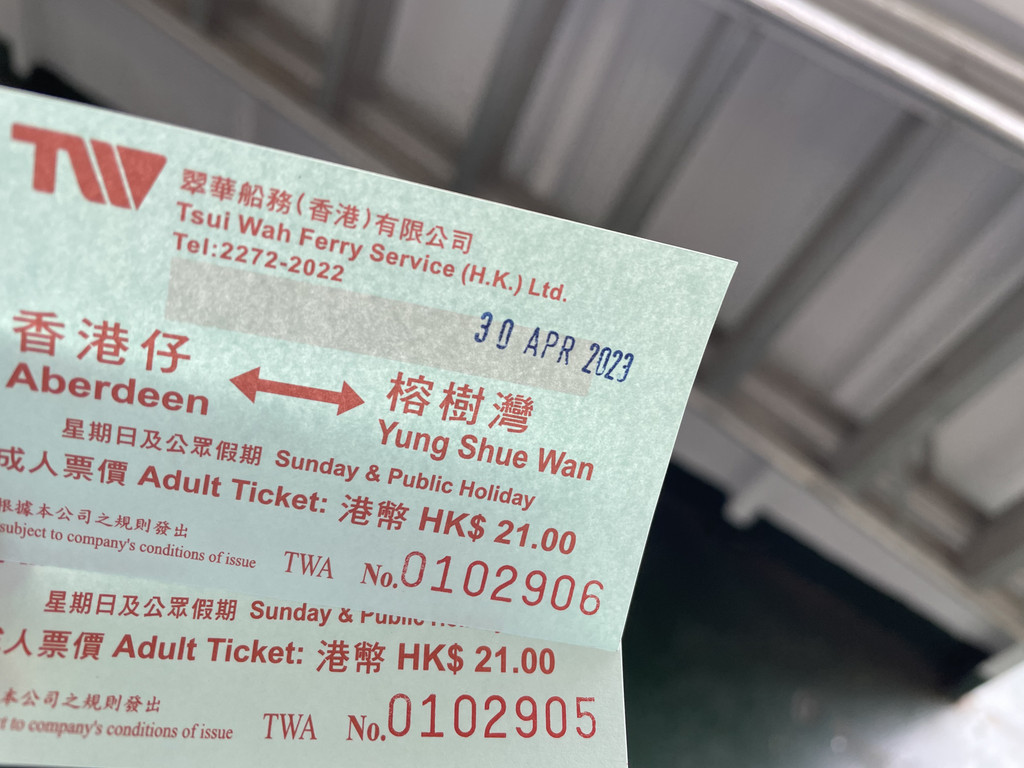 TW
翠華船務(香港)有限公司
Tsui Wah Ferry Service (H.K.) Ltd.
Tel:2272-2022
30 APR 2023
香港仔
榕樹灣
Aberdeen
Yung Shue Wan
星期日及公眾假期 Sunday & Public Holiday
成人票價 Adult Ticket: 港幣 HK$ 21.00
根據本公司之規則發出
subject to company's conditions of issue
TWA No.0102906
星期日及公眾假期 Sunday & Public
人票價 Adult Ticket: 港幣 HK$ 21.00
本公司之規則發出
to company's conditions of issue
TWA No.0102905